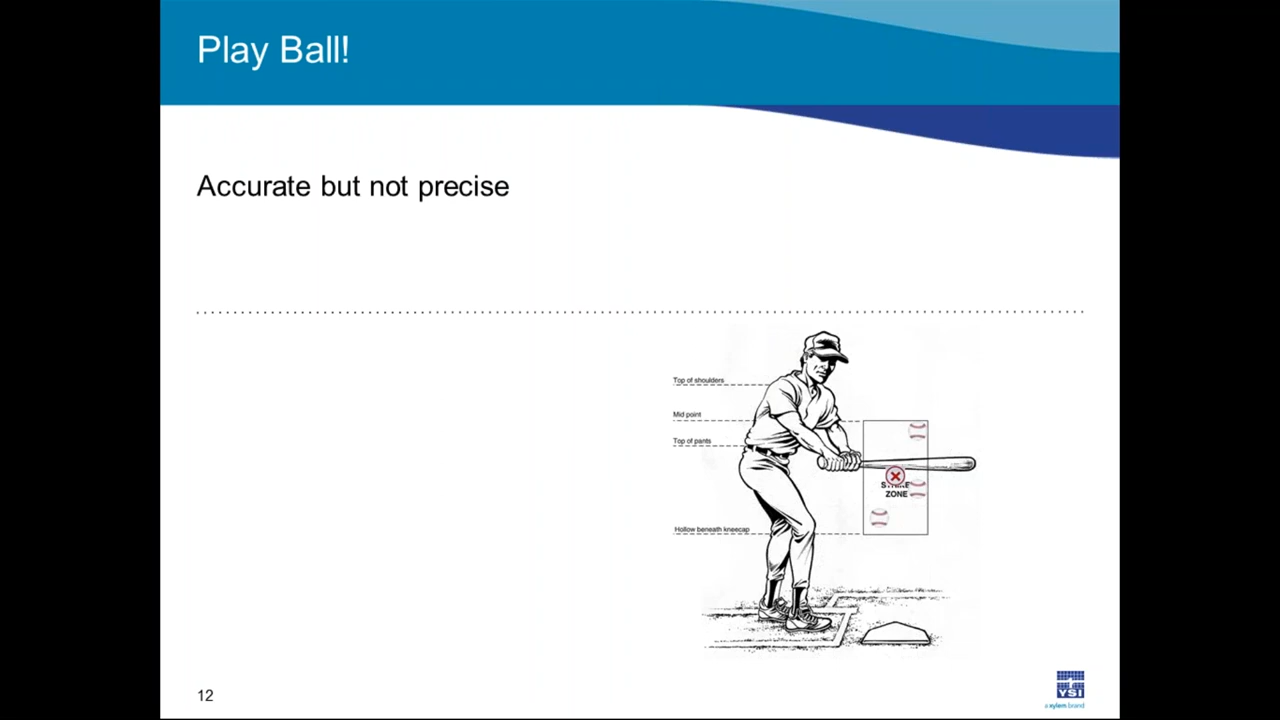 Play Ball!
Accurate but not precise
Top of shoulders
Mid point
Top of pants
STRIKE
ZONE
Hollow beneath kneecap
12
YSI
a xylem brand